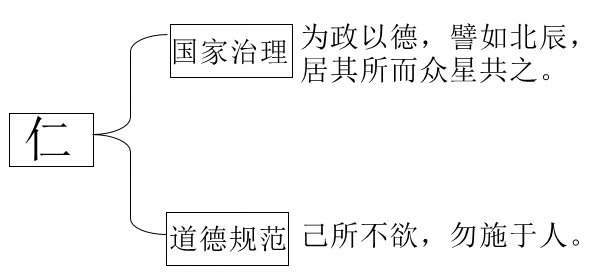 仁
国家治理
为政以德，譬如北辰，
居其所而众星共之。
道德规范
己所不欲，勿施于人。